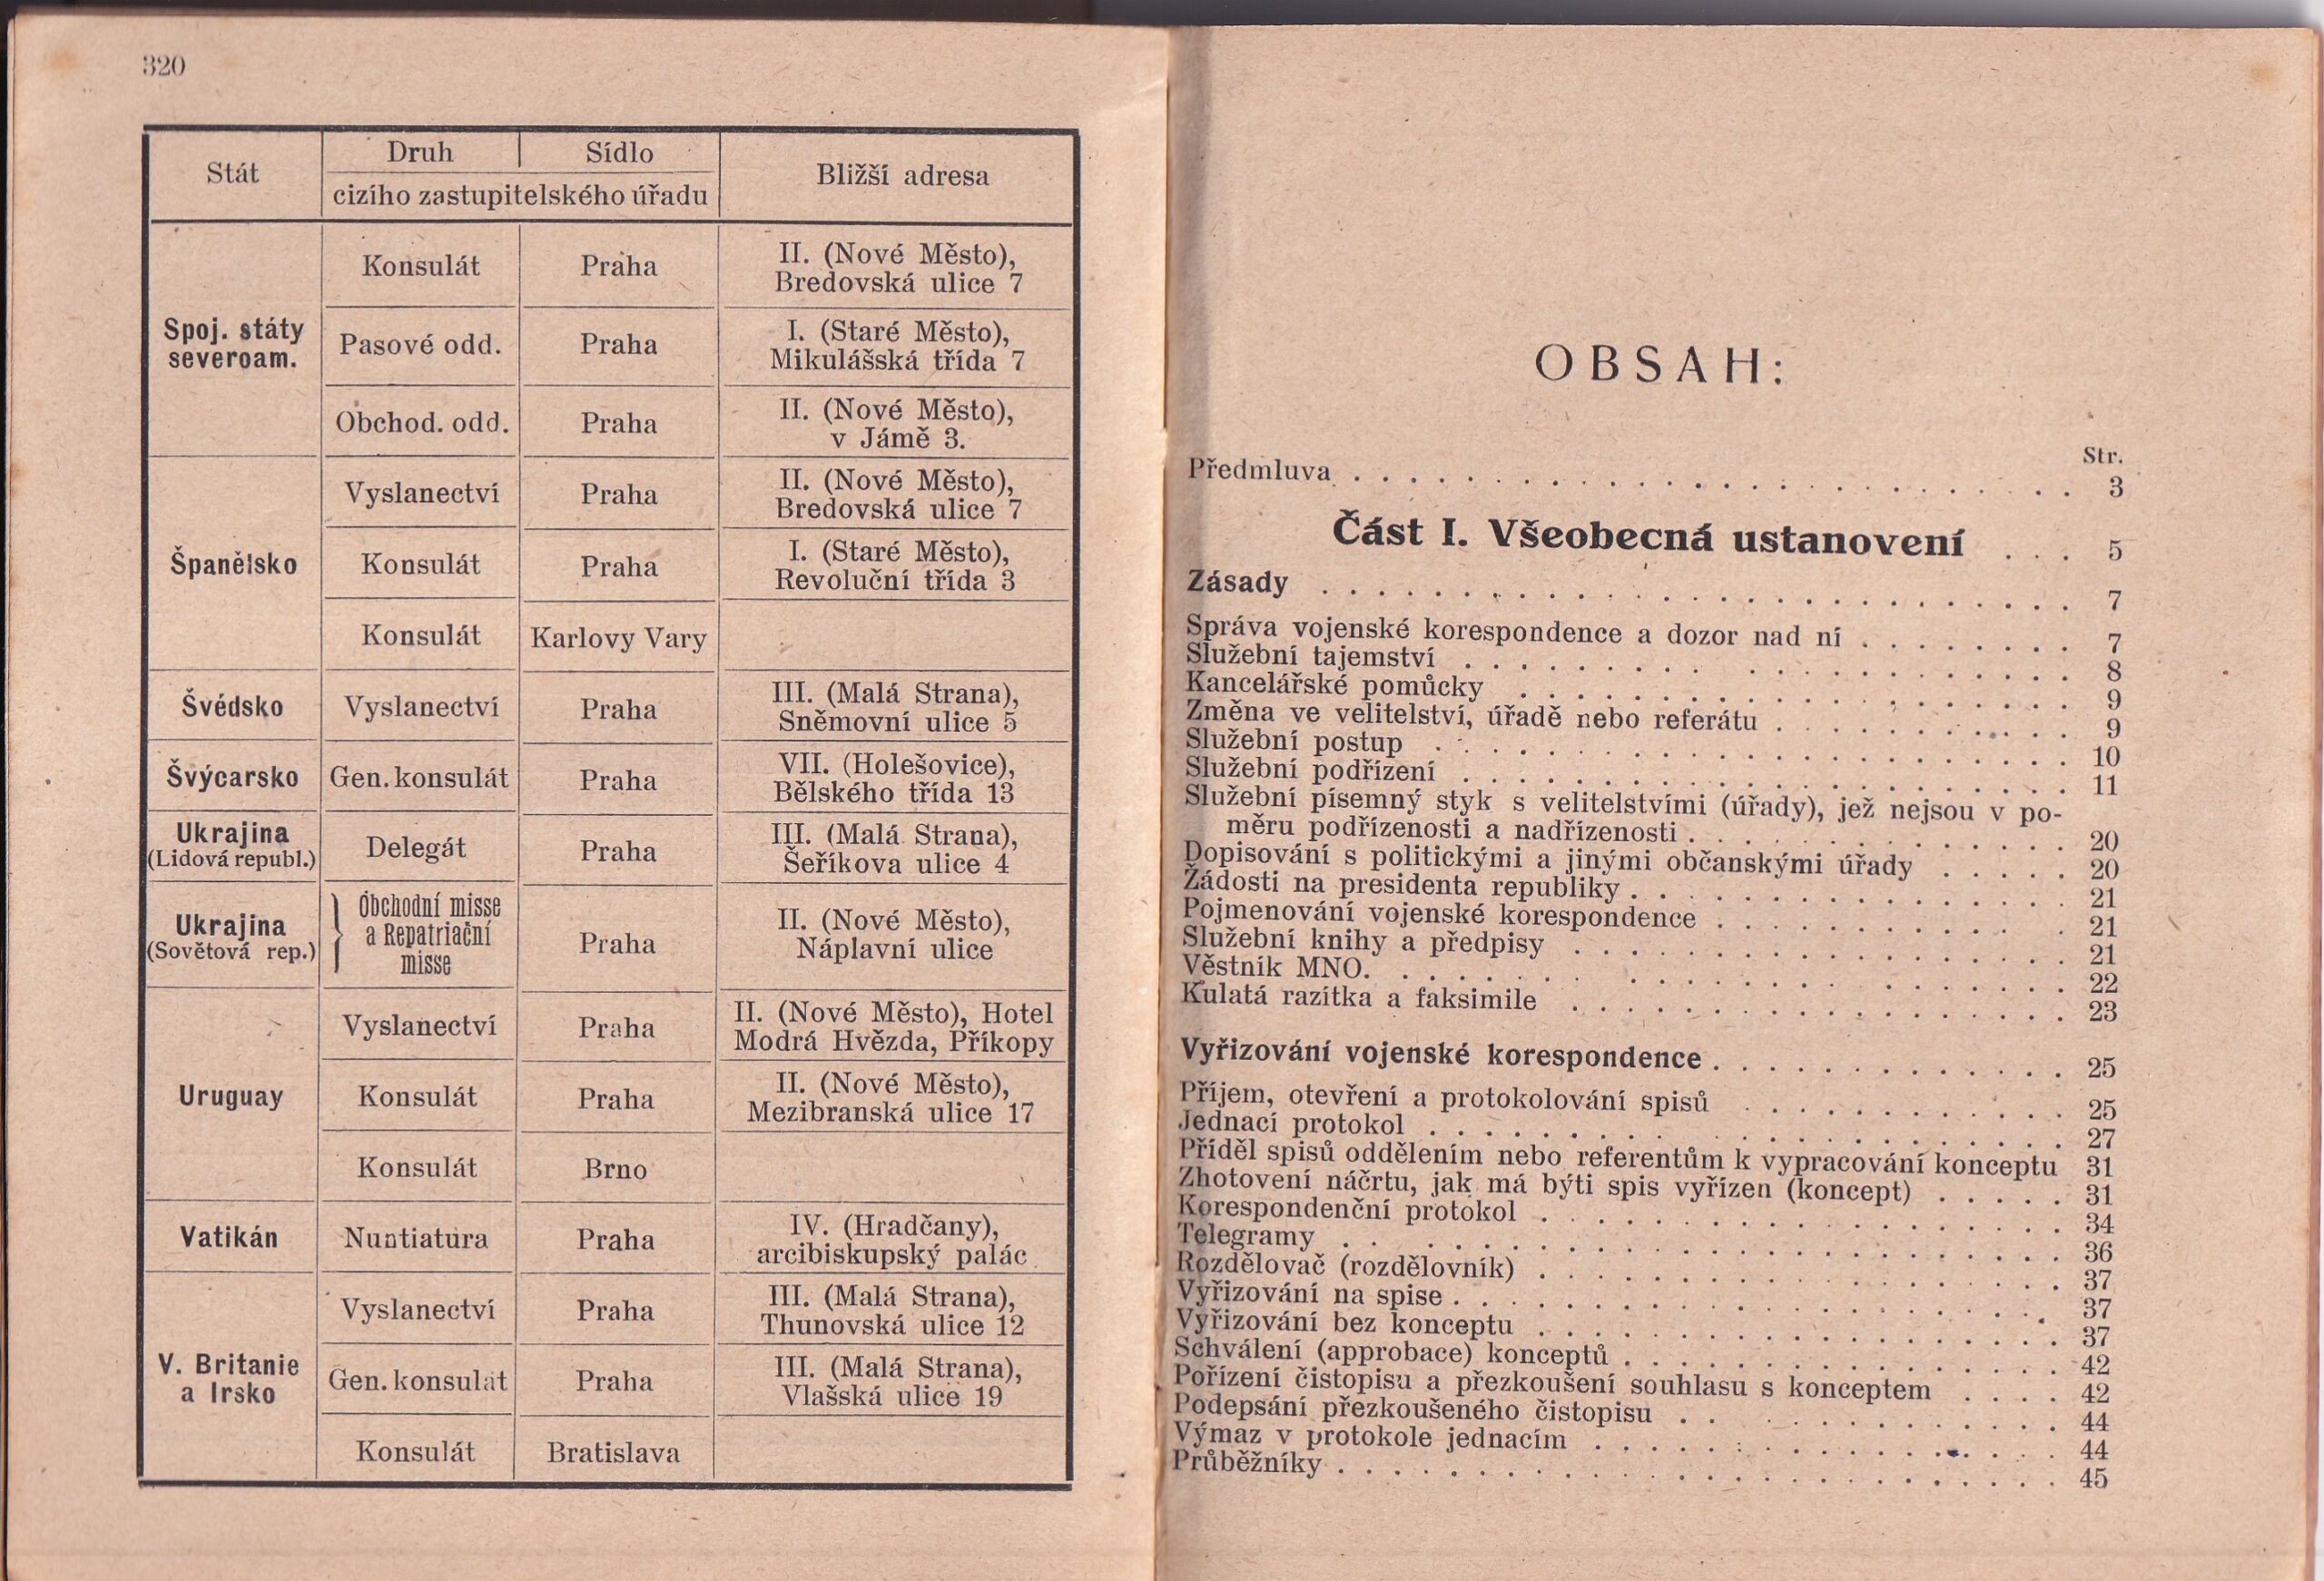 320
Stát
Druh
Sídlo
cizího zastupitelského úřadu
Bližší adresa
Spoj. státy
severoam.
Konsulát
Praha
II. (Nové Město),
Bredovská ulice 7
Pasové odd.
Praha
I. (Staré Město),
Mikulášská třída 7
Obchod. odd.
Praha
II. (Nové Město),
v Jámě 3.
Španělsko
Vyslanectví
Praha
II. (Nové Město),
Bredovská ulice 7
Konsulát
Praha
I. (Staré Město),
Revoluční třída 3
Konsulát
Karlovy Vary
Švédsko
Vyslanectví
Praha
III. (Malá Strana),
Sněmovní ulice 5
Švýcarsko
Gen. konsulát
Praha
VII. (Holešovice),
Bělského třída 13
Ukrajina
(Lidová republ.)
Delegát
Praha
III. (Malá Strana),
Šeříkova ulice 4
Ukrajina
(Sovětová rep.)
Obchodní misse
a Repatriační
misse
Praha
II. (Nové Město),
Náplavní ulice
Uruguay
Vyslanectví
Praha
II. (Nové Město), Hotel
Modrá Hvězda, Příkopy
Konsulát
Praha
II. (Nové Město),
Mezibranská ulice 17
Konsulát
Brno
Vatikán
Nuntiatura
Praha
IV. (Hradčany),
arcibiskupský palác
V. Britanie
a Irsko
Vyslanectví
Praha
III. (Malá Strana),
Thunovská ulice 12
Gen. konsulát
Praha
III. (Malá Strana),
Vlašská ulice 19
Konsulát
Bratislava
OBSAH:
Str.
Předmluva . . . . . . . . . . 3
Část I. Všeobecná ustanovení . . . 5
Zásady . . . . . . . . . . 7
Správa vojenské korespondence a dozor nad ní . . . . . . . . 7
Služební tajemství . . . . . . . . . . 8
Kancelářské pomůcky . . . . . . . . . . 9
Změna ve velitelství, úřadě nebo referátu . . . . . . . . . . 9
Služební postup . . . . . . . . . . 10
Služební podřízení . . . . . . . . . . 11
Služební písemný styk s velitelstvími (úřady), jež nejsou v po-
měru podřízenosti a nadřízenosti . . . . . . . . . . 20
Dopisování s politickými a jinými občanskými úřady . . . . . 20
Žádosti na presidenta republiky . . . . . . . . . . 21
Pojmenování vojenské korespondence . . . . . . . . . . 21
Služební knihy a předpisy . . . . . . . . . . 21
Věstník MNO. . . . . . . . . . . 22
Kulatá razítka a faksimile . . . . . . . . . . 23
Vyřizování vojenské korespondence . . . . . . . . . . 25
Příjem, otevření a protokolování spisů . . . . . . . . . . 25
Jednací protokol . . . . . . . . . . 27
Příděl spisů oddělením nebo referentům k vypracování konceptu 31
Zhotovení náčrtu, jak má býti spis vyřízen (koncept) . . . . . 31
Korespondenční protokol . . . . . . . . . . 34
Telegramy . . . . . . . . . . 36
Rozdělovač (rozdělovník) . . . . . . . . . . 37
Vyřizování na spise . . . . . . . . . . 37
Vyřizování bez konceptu . . . . . . . . . . 37
Schválení (approbace) konceptů . . . . . . . . . . 42
Pořízení čistopisu a přezkoušení souhlasu s konceptem . . . . 42
Podepsání přezkoušeného čistopisu . . . . . . . . . . 44
Výmaz v protokole jednacím . . . . . . . . . . 44
Průběžníky . . . . . . . . . . 45